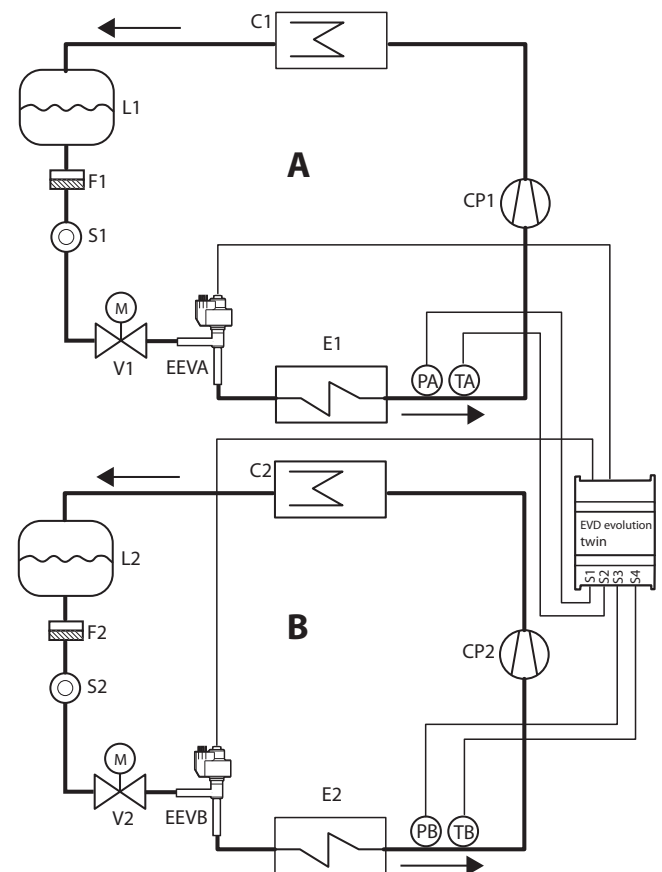 C1
L1
A
F1
CP1
S1
M
V1
EEVA
E1
PA
TA
C2
L2
EVD evolution
twin
S1
S2
S3
S4
F2
B
CP2
S2
M
V2
EEVB
E2
PB
TB